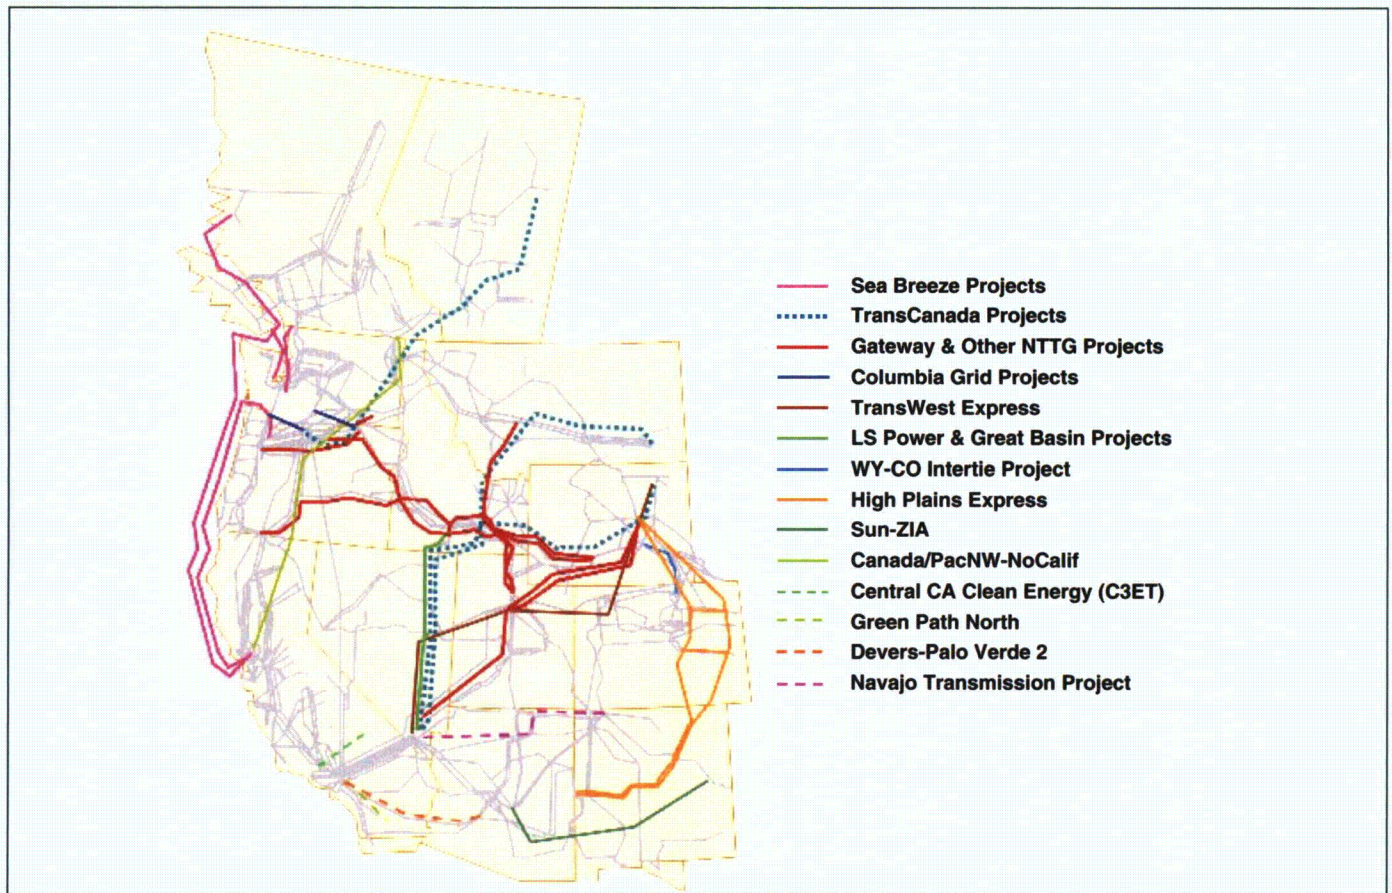 Sea Breeze Projects
TransCanada Projects
Gateway & Other NTTG Projects
Columbia Grid Projects
TransWest Express
LS Power & Great Basin Projects
WY-CO Intertie Project
High Plains Express
Sun-ZIA
Canada/PacNW-NoCalif
Central CA Clean Energy (C3ET)
Green Path North
Devers-Palo Verde 2
Navajo Transmission Project